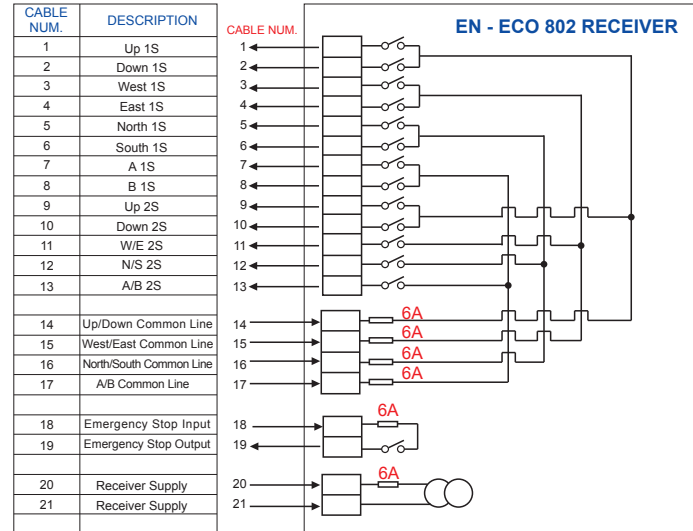 CABLE NUM. DESCRIPTION
CABLE NUM.
EN - ECO 802 RECEIVER
1 Up 1S 1
2 Down 1S 2
3 West 1S 3
4 East 1S 4
5 North 1S 5
6 South 1S 6
7 A 1S 7
8 B 1S 8
9 Up 2S 9
10 Down 2S 10
11 W/E 2S 11
12 N/S 2S 12
13 A/B 2S 13
14 Up/Down Common Line 14 6A
15 West/East Common Line 15 6A
16 North/South Common Line 16 6A
17 A/B Common Line 17 6A
18 Emergency Stop Input 18 6A
19 Emergency Stop Output 19
20 Receiver Supply 20 6A
21 Receiver Supply 21